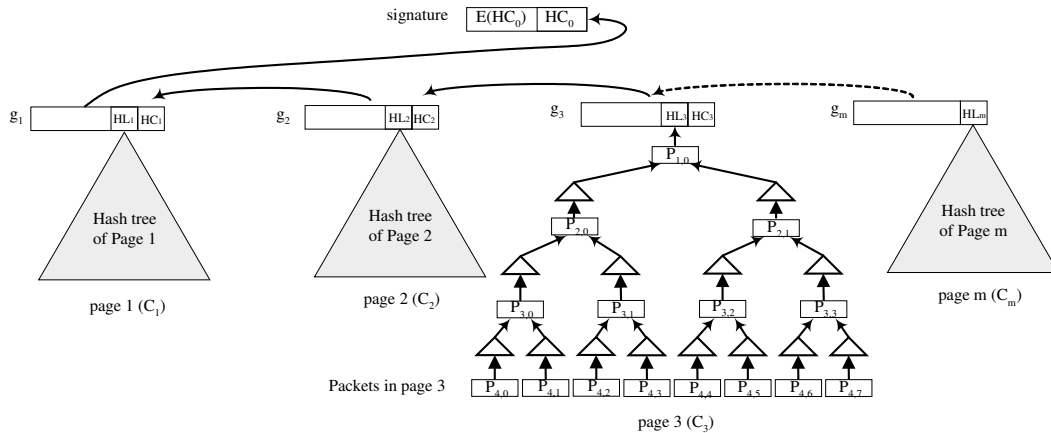 signature E(HC0) HC0
g1 HL1 HC1 g2 HL2 HC2 g3 HL3 HC3 gm HLm
P1,0
Hash tree of Page 1
Hash tree of Page 2
Hash tree of Page m
P2,0 P2,1
page 1 (C1) page 2 (C2) page m (Cm)
P3,0 P3,1 P3,2 P3,3
Packets in page 3 P4,0 P4,1 P4,2 P4,3 P4,4 P4,5 P4,6 P4,7
page 3 (C3)